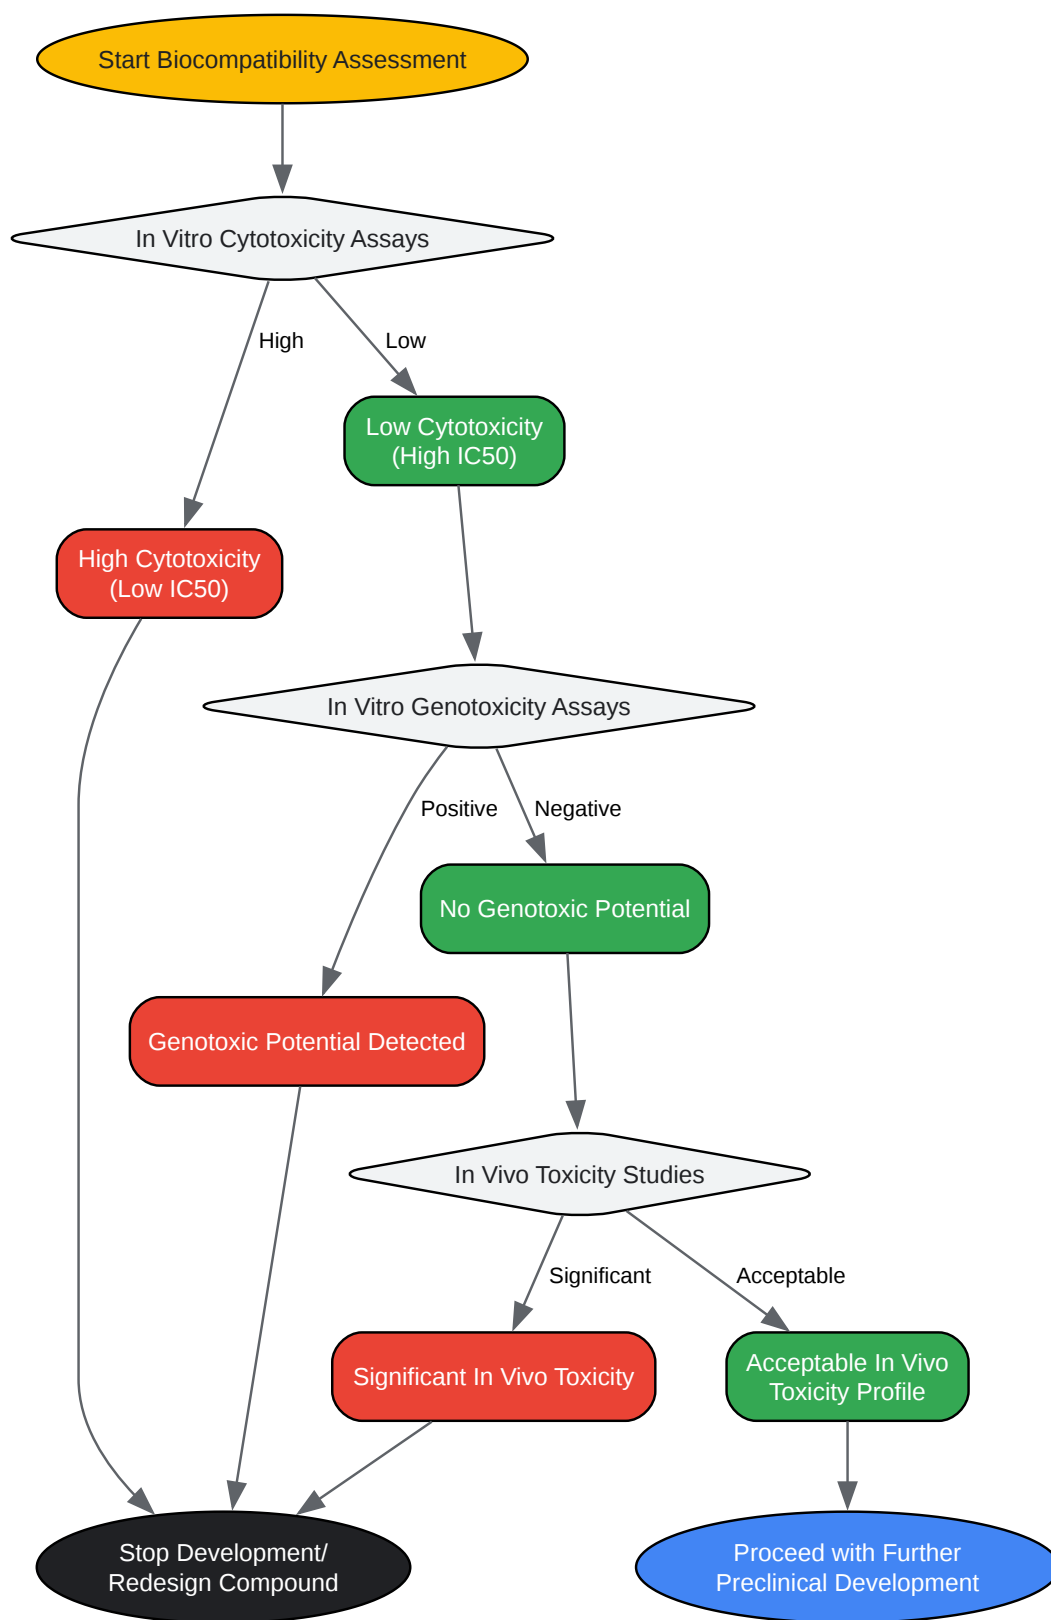 Start Biocompatibility Assessment
In Vitro Cytotoxicity Assays
High
Low
Low Cytotoxicity
(High IC50)
High Cytotoxicity
(Low IC50)
In Vitro Genotoxicity Assays
Positive
Negative
No Genotoxic Potential
Genotoxic Potential Detected
In Vivo Toxicity Studies
Significant
Acceptable
Significant In Vivo Toxicity
Acceptable In Vivo
Toxicity Profile
Stop Development/
Redesign Compound
Proceed with Further
Preclinical Development